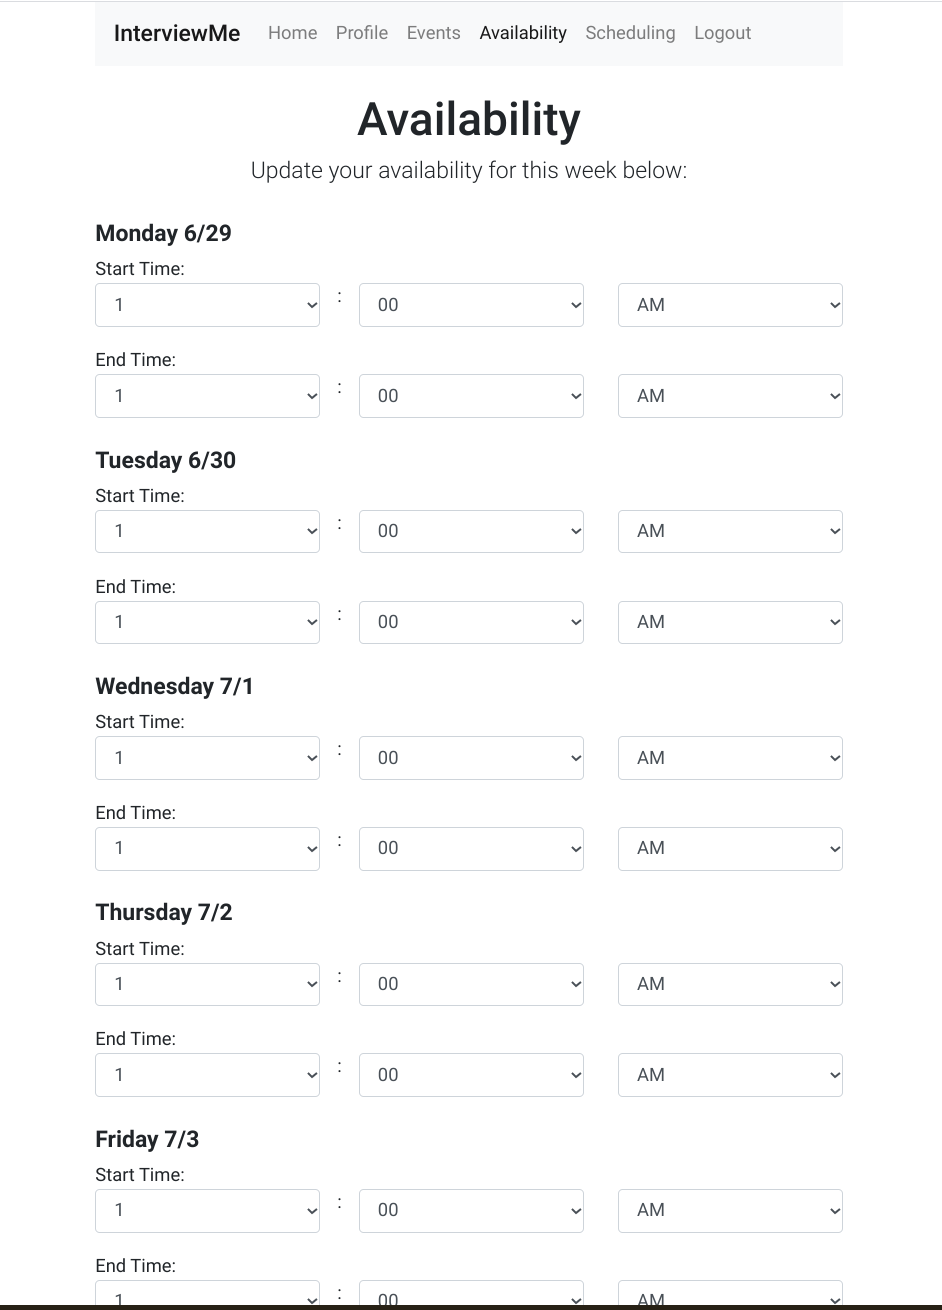 InterviewMe Home Profile Events Availability Scheduling Logout
Availability
Update your availability for this week below:
Monday 6/29
Start Time:
1 : 00 AM
End Time:
1 : 00 AM
Tuesday 6/30
Start Time:
1 : 00 AM
End Time:
1 : 00 AM
Wednesday 7/1
Start Time:
1 : 00 AM
End Time:
1 : 00 AM
Thursday 7/2
Start Time:
1 : 00 AM
End Time:
1 : 00 AM
Friday 7/3
Start Time:
1 : 00 AM
End Time:
1 : 00 AM